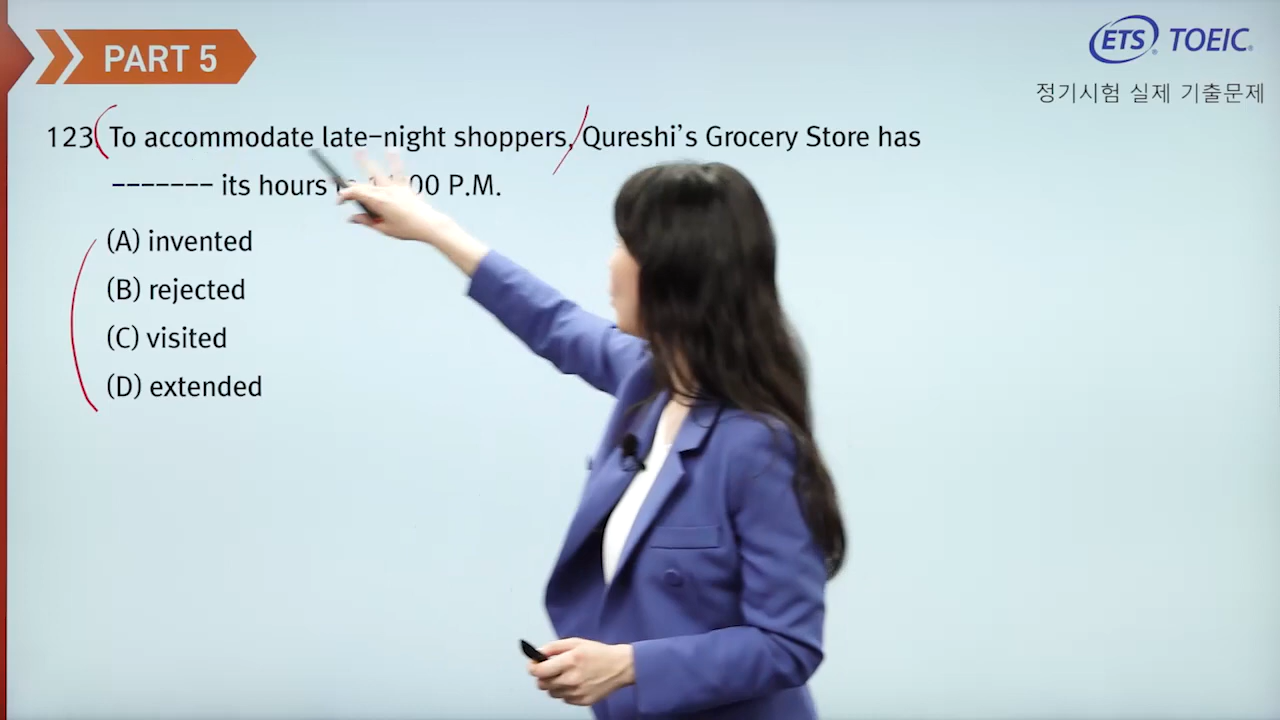 PART 5
ETS TOEIC
정기시험 실제 기출문제
123 To accommodate late-night shoppers, Qureshi's Grocery Store has
------- its hours 00 P.M.
(A) invented
(B) rejected
(C) visited
(D) extended